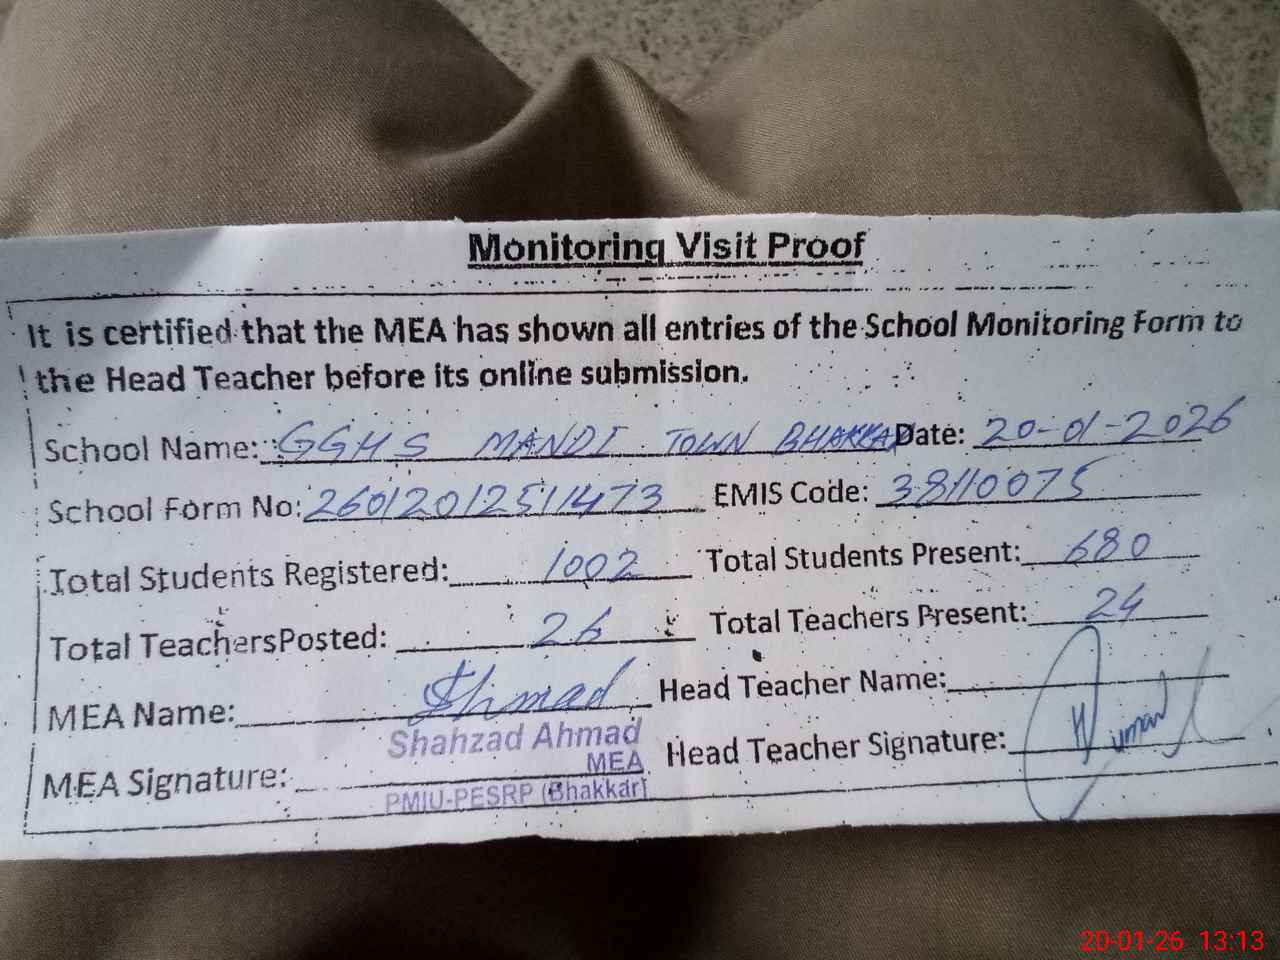 Monitoring Visit Proof
It is certified that the MEA has shown all entries of the School Monitoring Form to
the Head Teacher before its online submission.
School Name: GGHS MANDI TOWN BHAKKAR Date: 20-01-2026
School Form No: 26012012511473 EMIS Code: 38110075
Total Students Registered: 1002 Total Students Present: 680
Total TeachersPosted: 26 Total Teachers Present: 24
MEA Name: Ahmad Head Teacher Name:
Shahzad Ahmad
MEA Signature: MEA Head Teacher Signature:
PMIU-PESRP (Bhakkar)
20-01-26 13:13